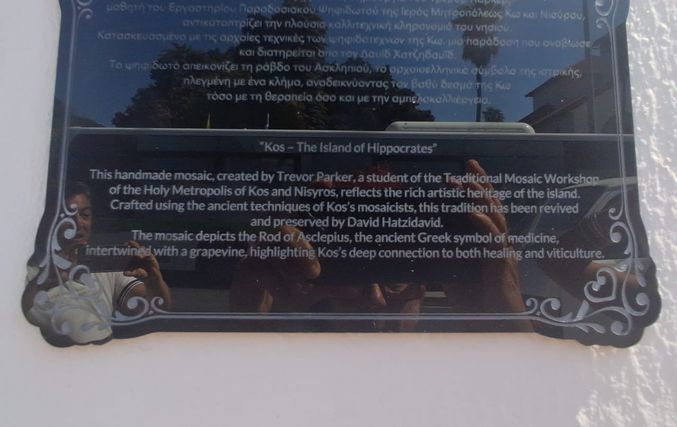 μαθητή του Εργαστηρίου Παραδοσιακού Ψηφιδωτού της Ιεράς Μητροπόλεως Κω και Νισύρου,
αντικατοπτρίζει την πλούσια καλλιτεχνική κληρονομιά του νησιού.
Κατασκευασμένο με τις αρχαίες τεχνικές των ψηφιδοτεχνών της Κω, μια παράδοση που αναβίωσε
και διατηρείται από τον Δαυίδ Χατζηδαυίδ.
Το ψηφιδωτό απεικονίζει τη ράβδο του Ασκληπιού, το αρχαιοελληνικό σύμβολο της ιατρικής,
πλεγμένη με ένα κλήμα, αναδεικνύοντας τον βαθύ δεσμό της Κω
τόσο με τη θεραπεία όσο και με την αμπελοκαλλιέργεια.
"Kos – The Island of Hippocrates"
This handmade mosaic, created by Trevor Parker, a student of the Traditional Mosaic Workshop
of the Holy Metropolis of Kos and Nisyros, reflects the rich artistic heritage of the island.
Crafted using the ancient techniques of Kos's mosaicists, this tradition has been revived
and preserved by David Hatzidavid.
The mosaic depicts the Rod of Asclepius, the ancient Greek symbol of medicine,
intertwined with a grapevine, highlighting Kos's deep connection to both healing and viticulture.